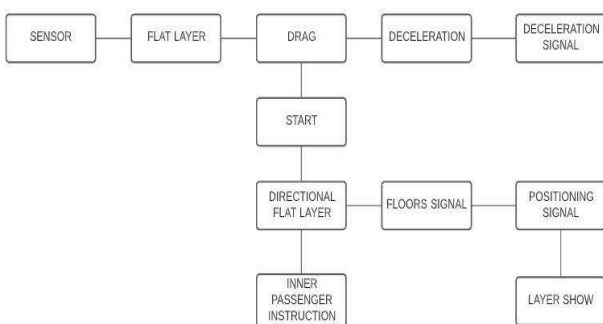 SENSOR
FLAT LAYER
DRAG
DECELERATION
DECELERATION
SIGNAL
START
DIRECTIONAL
FLAT LAYER
FLOORS SIGNAL
POSITIONING
SIGNAL
INNER
PASSENGER
INSTRUCTION
LAYER SHOW